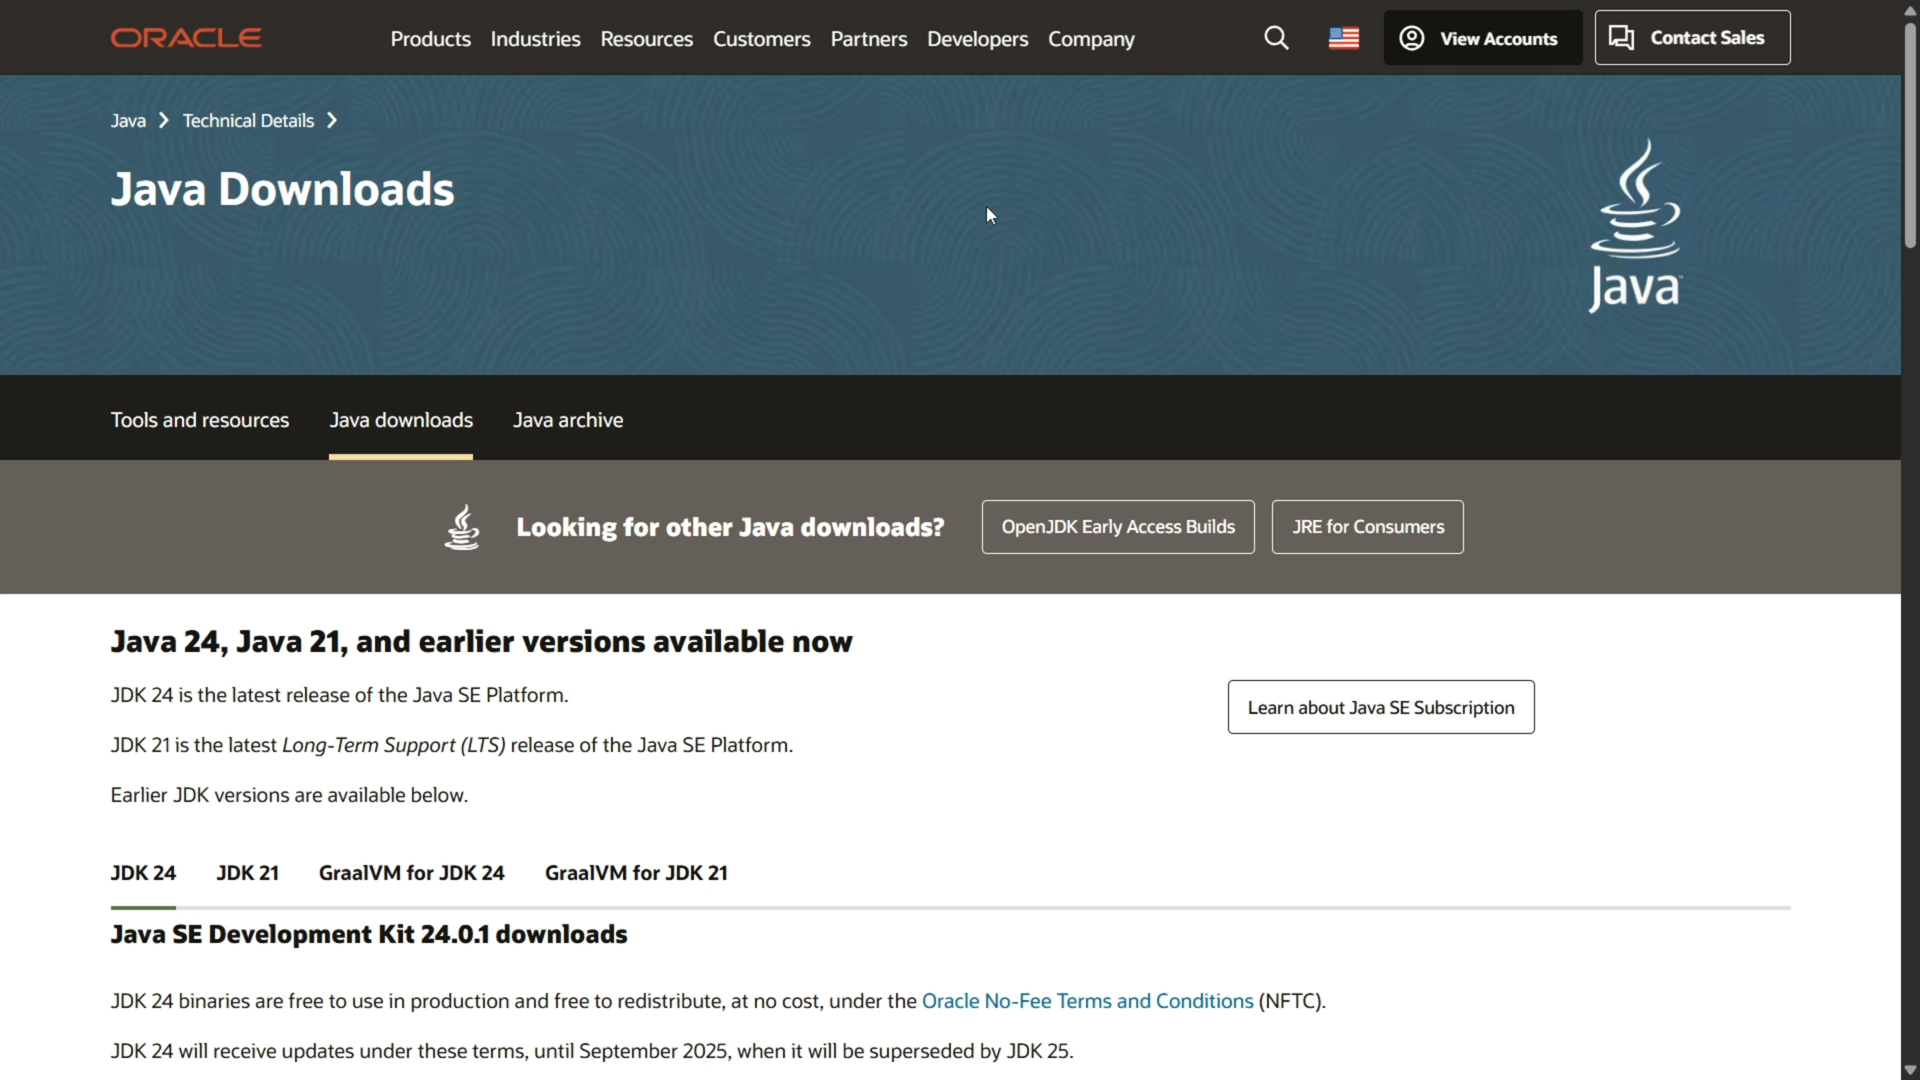 ORACLE
Products Industries Resources Customers Partners Developers Company
View Accounts
Contact Sales
Java Technical Details
Java Downloads
Java
Tools and resources Java downloads Java archive
Looking for other Java downloads? OpenJDK Early Access Builds JRE for Consumers
Java 24, Java 21, and earlier versions available now
JDK 24 is the latest release of the Java SE Platform.
Learn about Java SE Subscription
JDK 21 is the latest Long-Term Support (LTS) release of the Java SE Platform.
Earlier JDK versions are available below.
JDK 24 JDK 21 GraalVM for JDK 24 GraalVM for JDK 21
Java SE Development Kit 24.0.1 downloads
JDK 24 binaries are free to use in production and free to redistribute, at no cost, under the Oracle No-Fee Terms and Conditions (NFTC).
JDK 24 will receive updates under these terms, until September 2025, when it will be superseded by JDK 25.